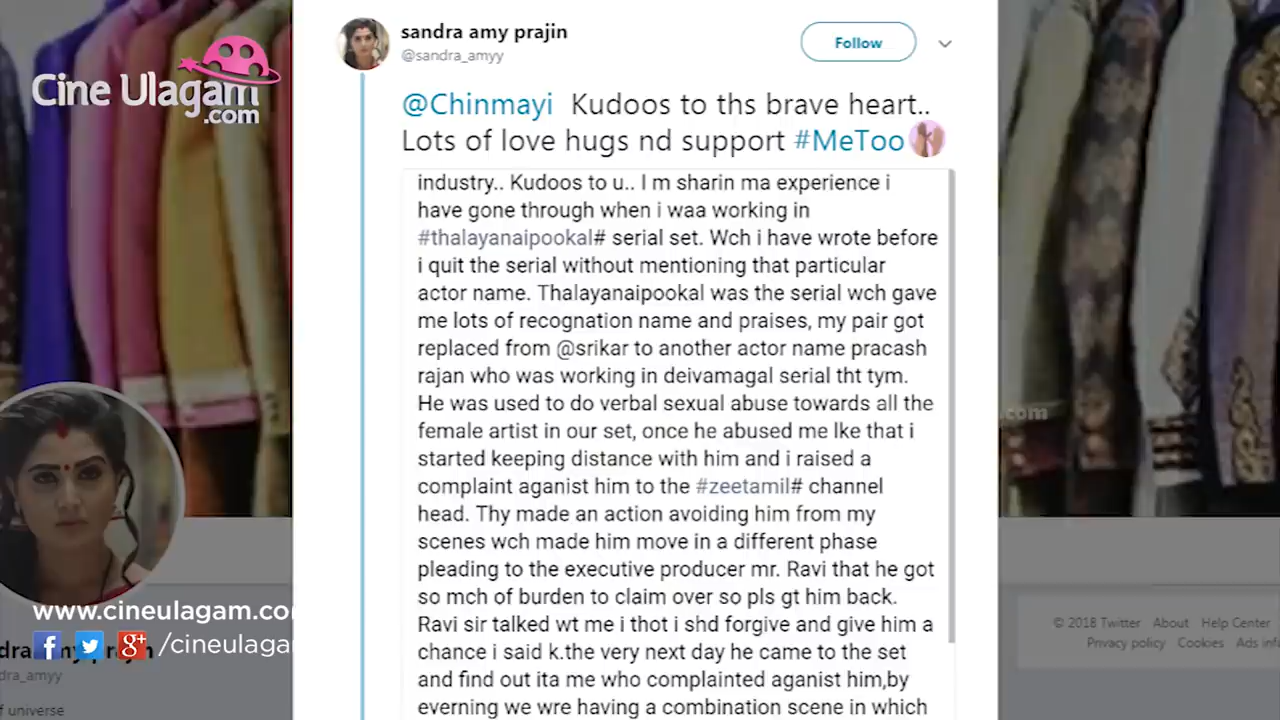 Cine Ulagam
.com
sandra amy prajin
@sandra_amyy
Follow
@Chinmayi Kudoos to ths brave heart..
Lots of love hugs nd support #MeToo
industry.. Kudoos to u.. I m sharin ma experience i
have gone through when i waa working in
#thalayanaipookal# serial set. Wch i have wrote before
i quit the serial without mentioning that particular
actor name. Thalayanaipookal was the serial wch gave
me lots of recognation name and praises, my pair got
replaced from @srikar to another actor name pracash
rajan who was working in deivamagal serial tht tym.
He was used to do verbal sexual abuse towards all the
female artist in our set, once he abused me lke that i
started keeping distance with him and i raised a
complaint aganist him to the #zeetamil# channel
head. Thy made an action avoiding him from my
scenes wch made him move in a different phase
pleading to the executive producer mr. Ravi that he got
so mch of burden to claim over so pls gt him back.
Ravi sir talked wt me i thot i shd forgive and give him a
chance i said k.the very next day he came to the set
and find out ita me who complainted aganist him,by
everning we wre having a combination scene in which
.com
www.cineulagam.co
/cineulaga
dra amy prajin
dra_amyy
f universe
© 2018 Twitter About Help Center
Privacy policy Cookies Ads inf